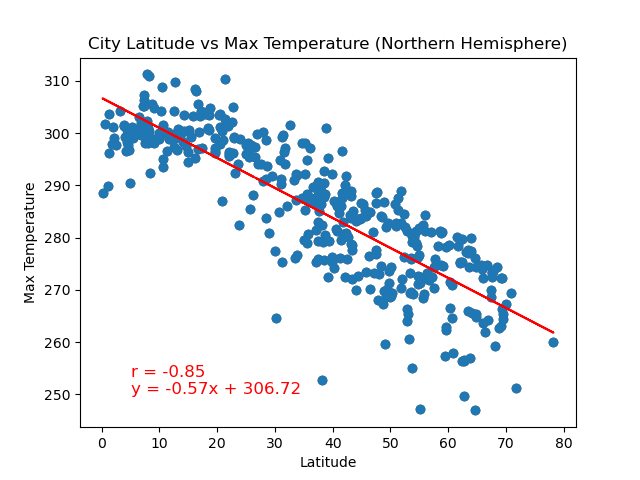 City Latitude vs Max Temperature (Northern Hemisphere)
310
300
290
280
270
260
250
Max Temperature
r = -0.85
y = -0.57x + 306.72
0 10 20 30 40 50 60 70 80
Latitude